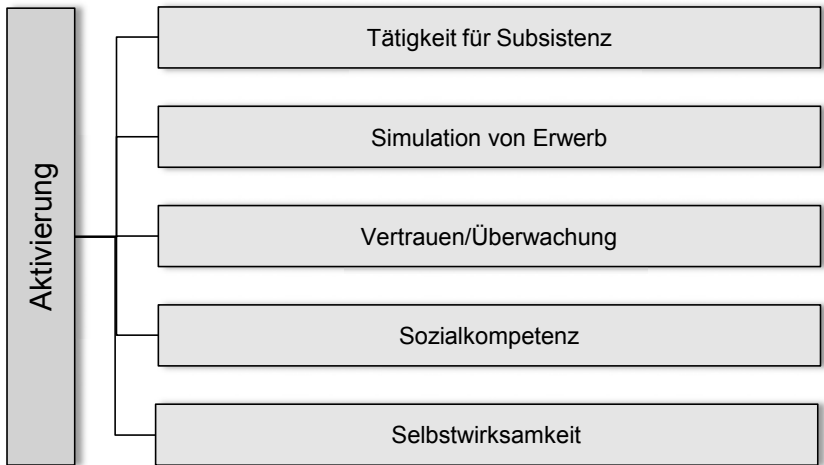 Aktivierung
Tätigkeit für Subsistenz
Simulation von Erwerb
Vertrauen/Überwachung
Sozialkompetenz
Selbstwirksamkeit